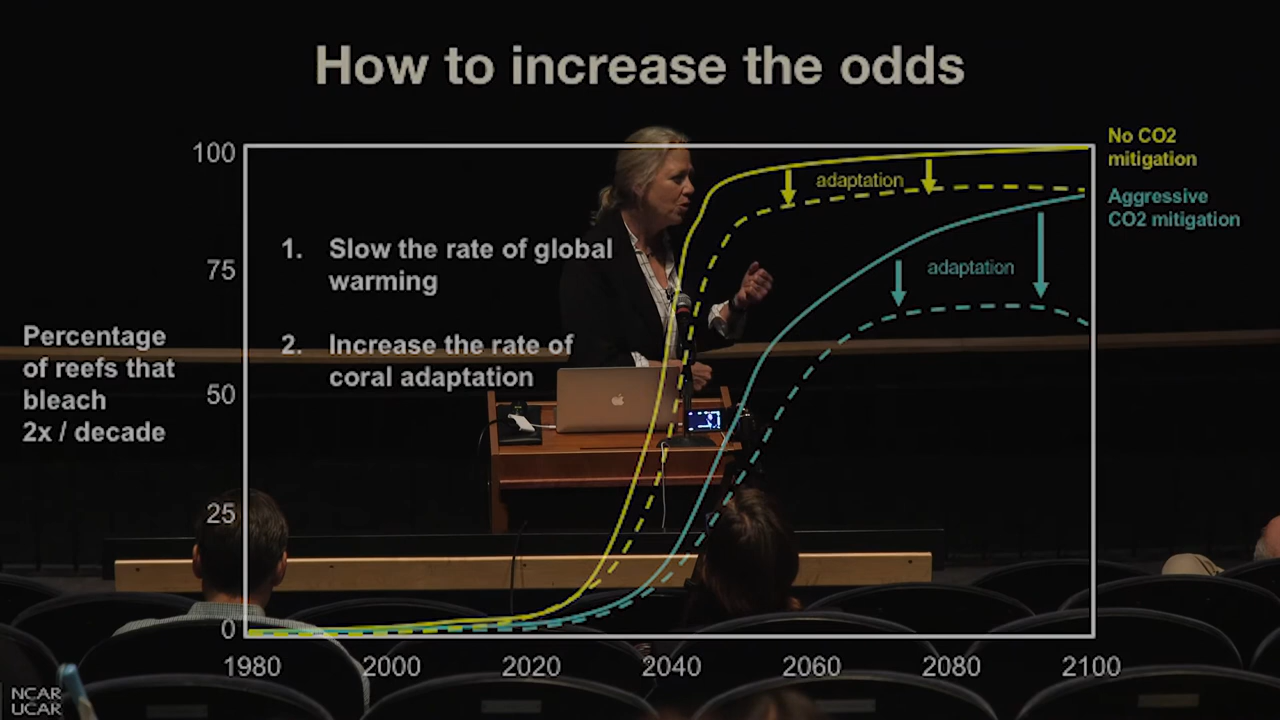 How to increase the odds
No CO2
mitigation
Aggressive
CO2 mitigation
100
75
50
25
0
adaptation
adaptation
1. Slow the rate of global
warming
2. Increase the rate of
coral adaptation
Percentage
of reefs that
bleach
2x / decade
1980 2000 2020 2040 2060 2080 2100
NCAR
UCAR